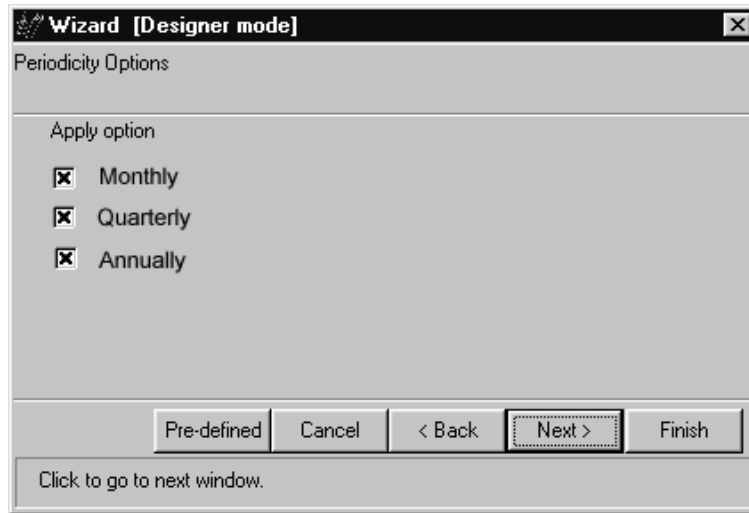 Wizard [Designer mode]
Periodicity Options
Apply option
Monthly
Quarterly
Annually
Pre-defined Cancel < Back Next > Finish
Click to go to next window.